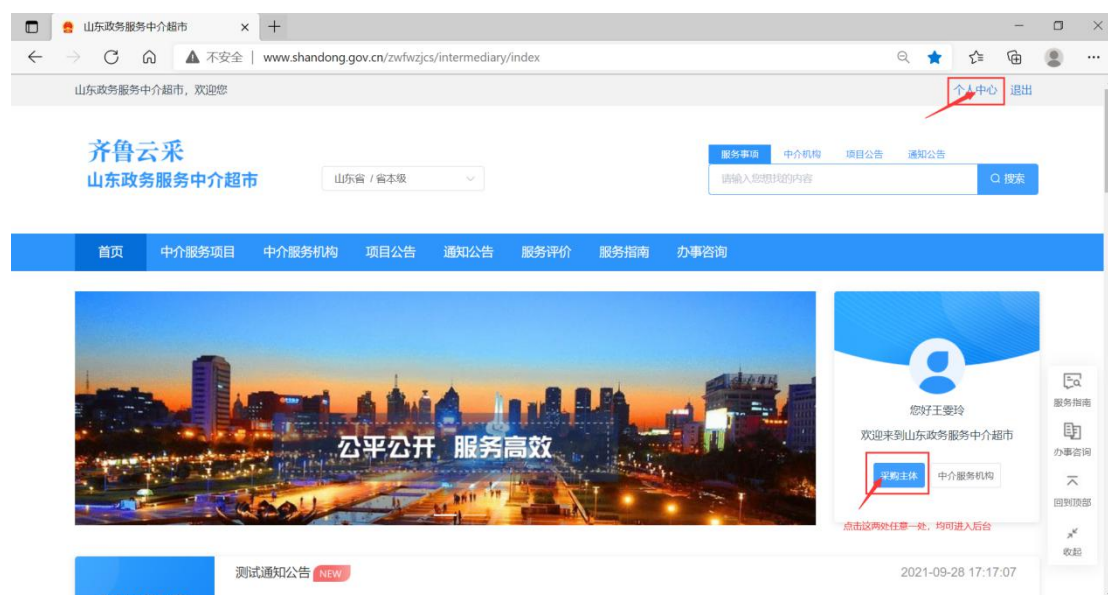 山东政务服务中介超市
不安全 | www.shandong.gov.cn/zwfwzjcs/intermediary/index
山东政务服务中介超市，欢迎您 个人中心 退出
齐鲁云采
山东政务服务中介超市
山东省 / 省本级
服务事项 中介机构 项目公告 通知公告
请输入您想找的内容 搜索
首页 中介服务项目 中介服务机构 项目公告 通知公告 服务评价 服务指南 办事咨询
公平公开 服务高效
您好王雯玲
欢迎来到山东政务服务中介超市
采购主体 中介服务机构
点击这两处任意一处，均可进入后台
服务指南
办事咨询
回到顶部
收起
测试通知公告 NEW 2021-09-28 17:17:07